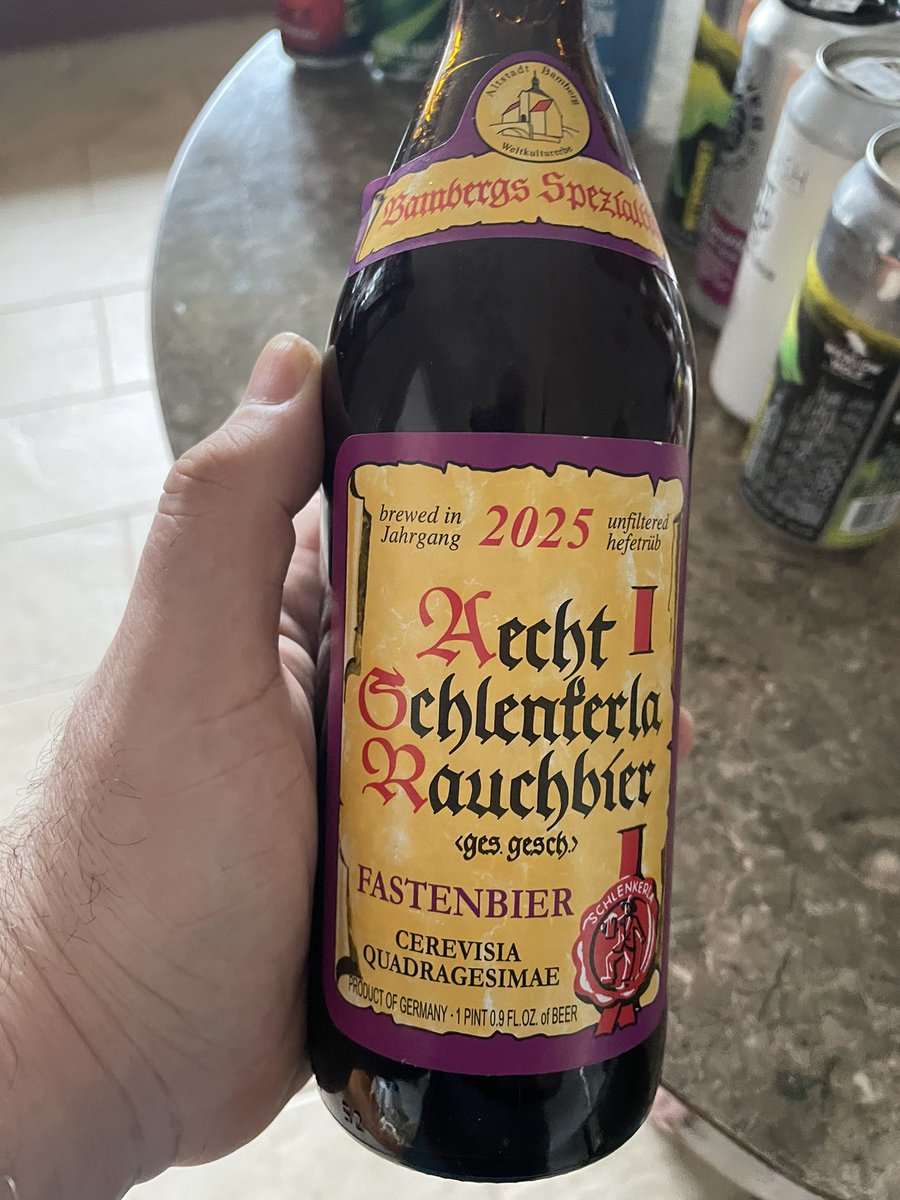 Altstadt Bamberg
Weltkulturerbe
Bambergs Spezialit
brewed in
Jahrgang
2025
unfiltered
hefetrüb
Aecht
Schlenkerla
Rauchbier
<ges. gesch.>
FASTENBIER
SCHLENKERLA
CEREVISIA
QUADRAGESIMAE
PRODUCT OF GERMANY · 1 PINT 0.9 FL.OZ. of BEER